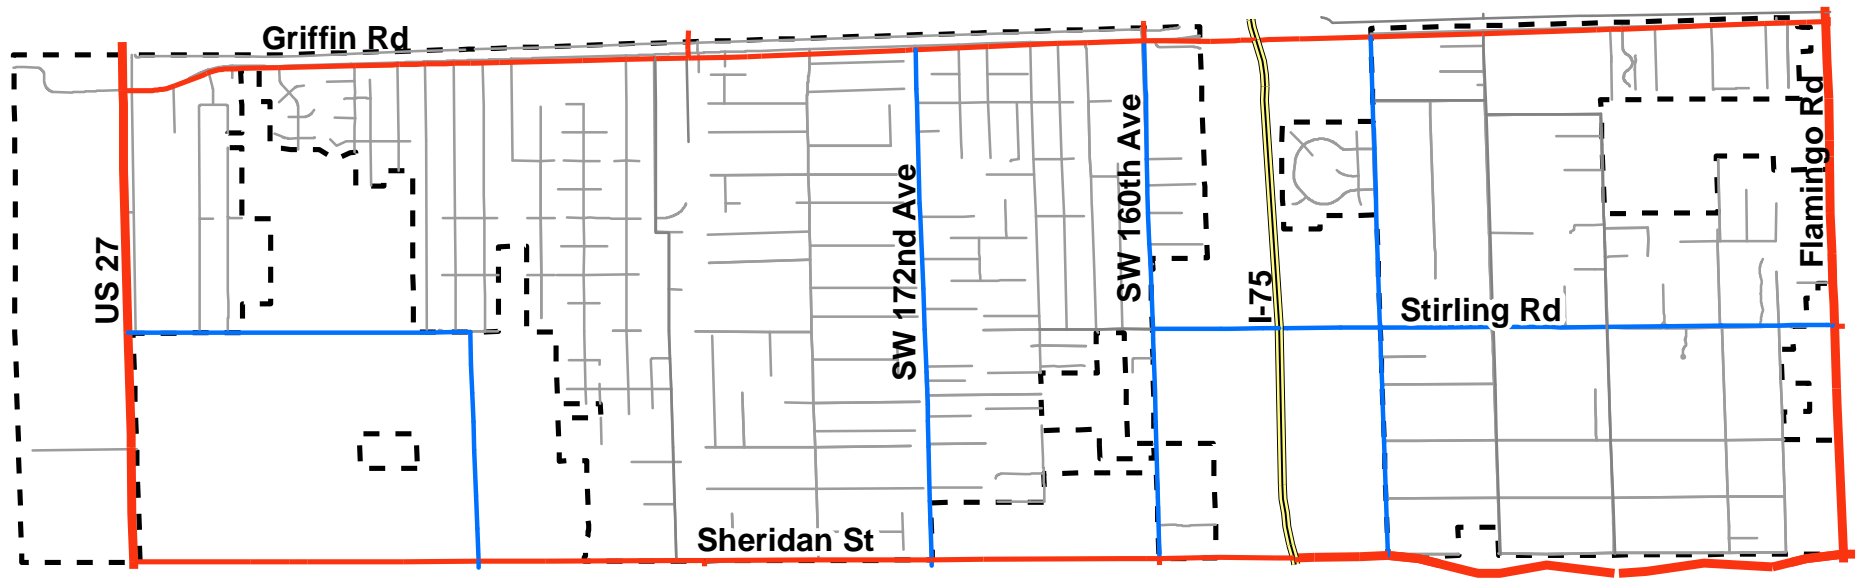 Griffin Rd
US 27
SW 172nd Ave
SW 160th Ave
I-75
Stirling Rd
Flamingo Rd
Sheridan St